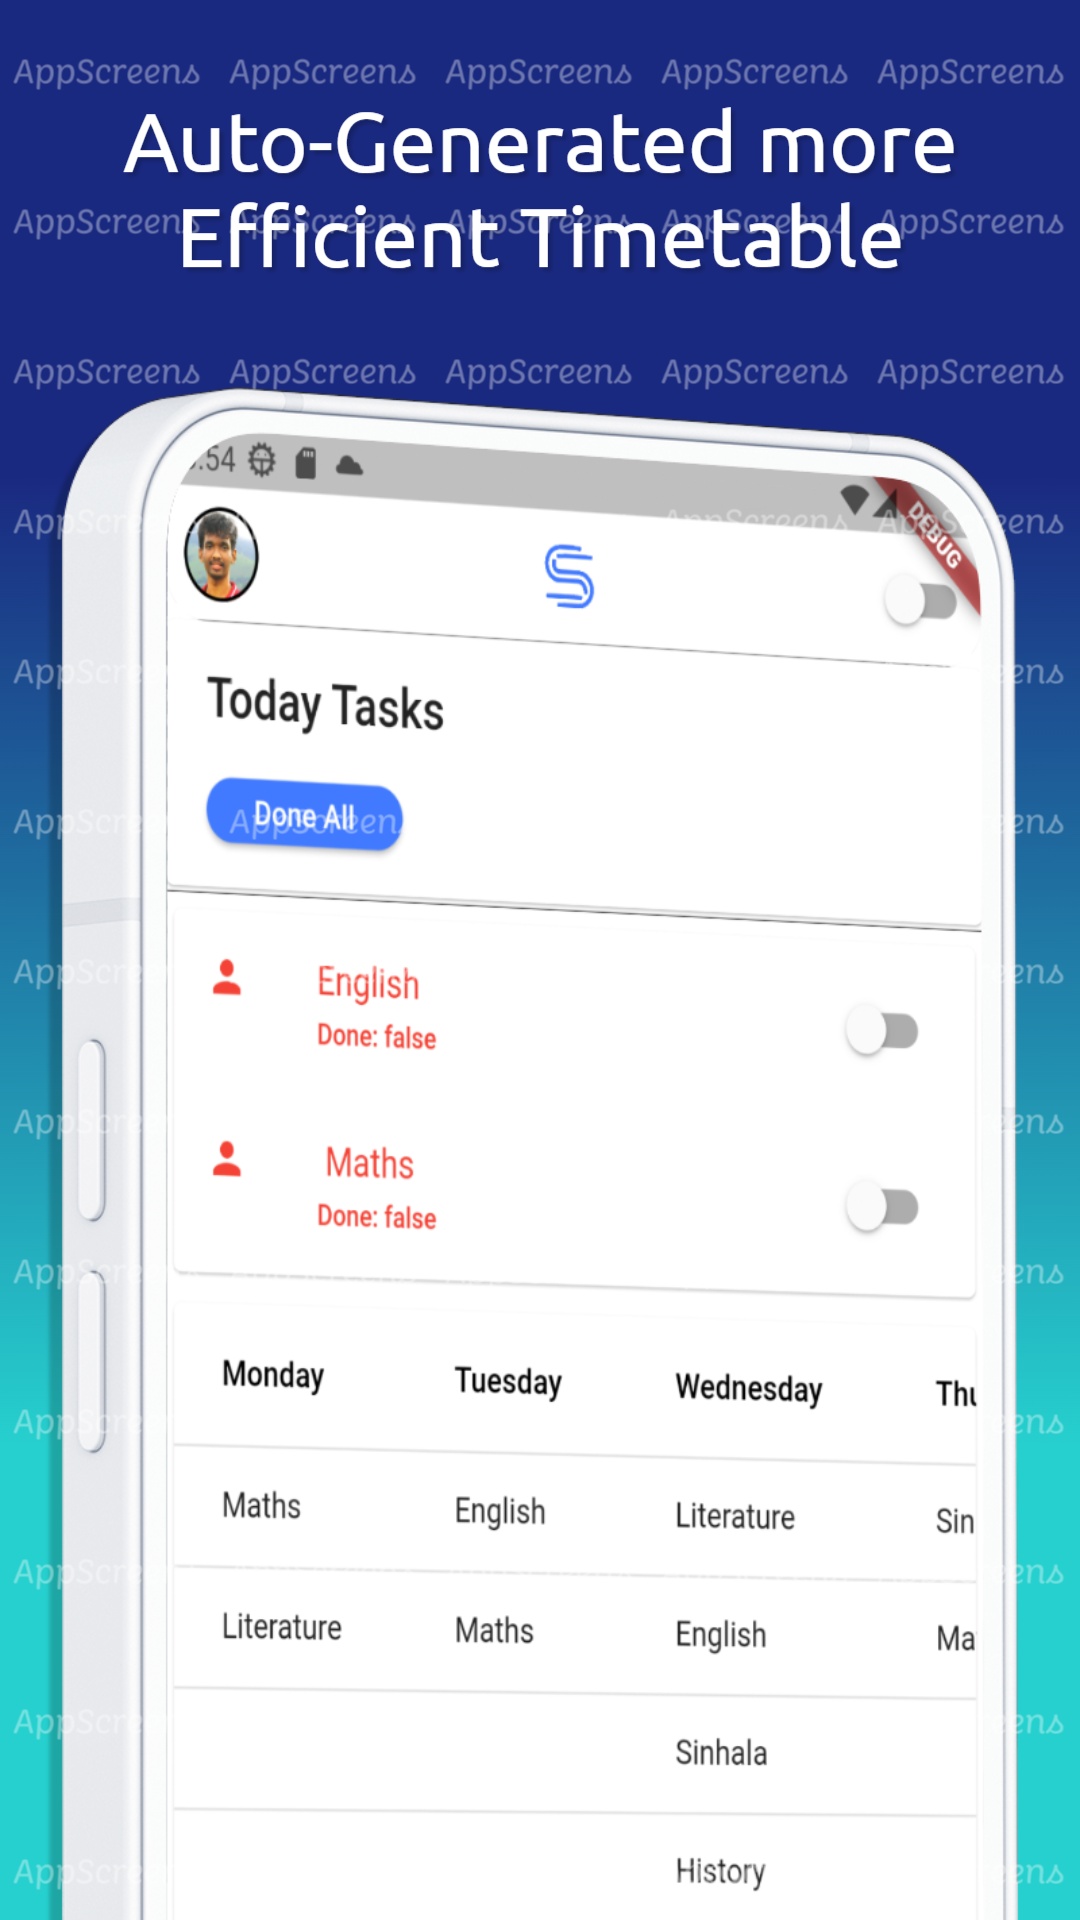 AppScreens AppScreens AppScreens AppScreens AppScreens
Auto-Generated more
AppScreens AppScreens AppScreens AppScreens AppScreens
Efficient Timetable
AppScreens AppScreens AppScreens AppScreens AppScreens
:54
DEBUG
S
Today Tasks
Done All
English
Done: false
Maths
Done: false
Monday Tuesday Wednesday Thu
Maths English Literature Sin
Literature Maths English Ma
Sinhala
History